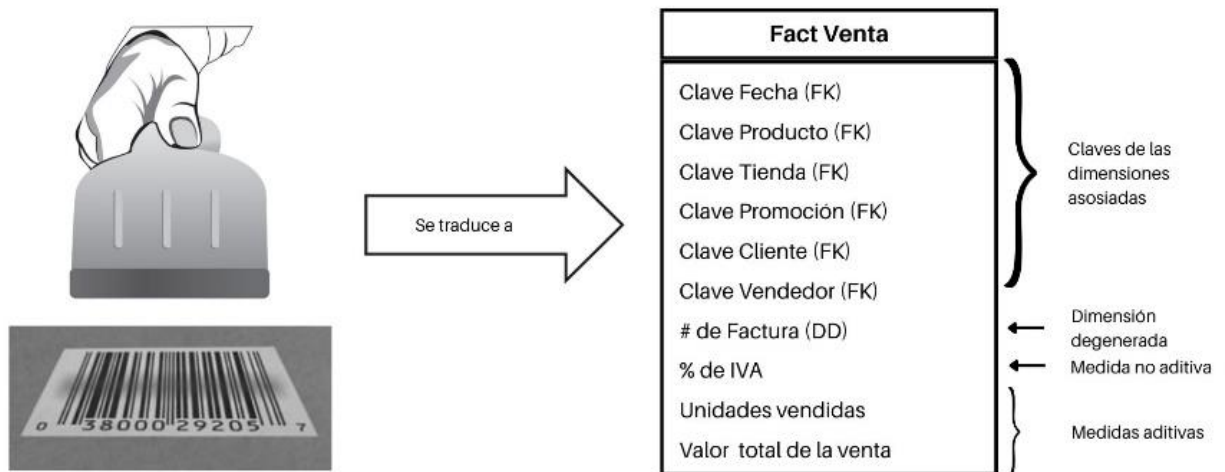 0 38000 29205 7
Se traduce a
Fact Venta
Clave Fecha (FK)
Clave Producto (FK)
Clave Tienda (FK)
Clave Promoción (FK)
Clave Cliente (FK)
Clave Vendedor (FK)
# de Factura (DD)
% de IVA
Unidades vendidas
Valor total de la venta
Claves de las
dimensiones
asosiadas
Dimensión
degenerada
Medida no aditiva
Medidas aditivas